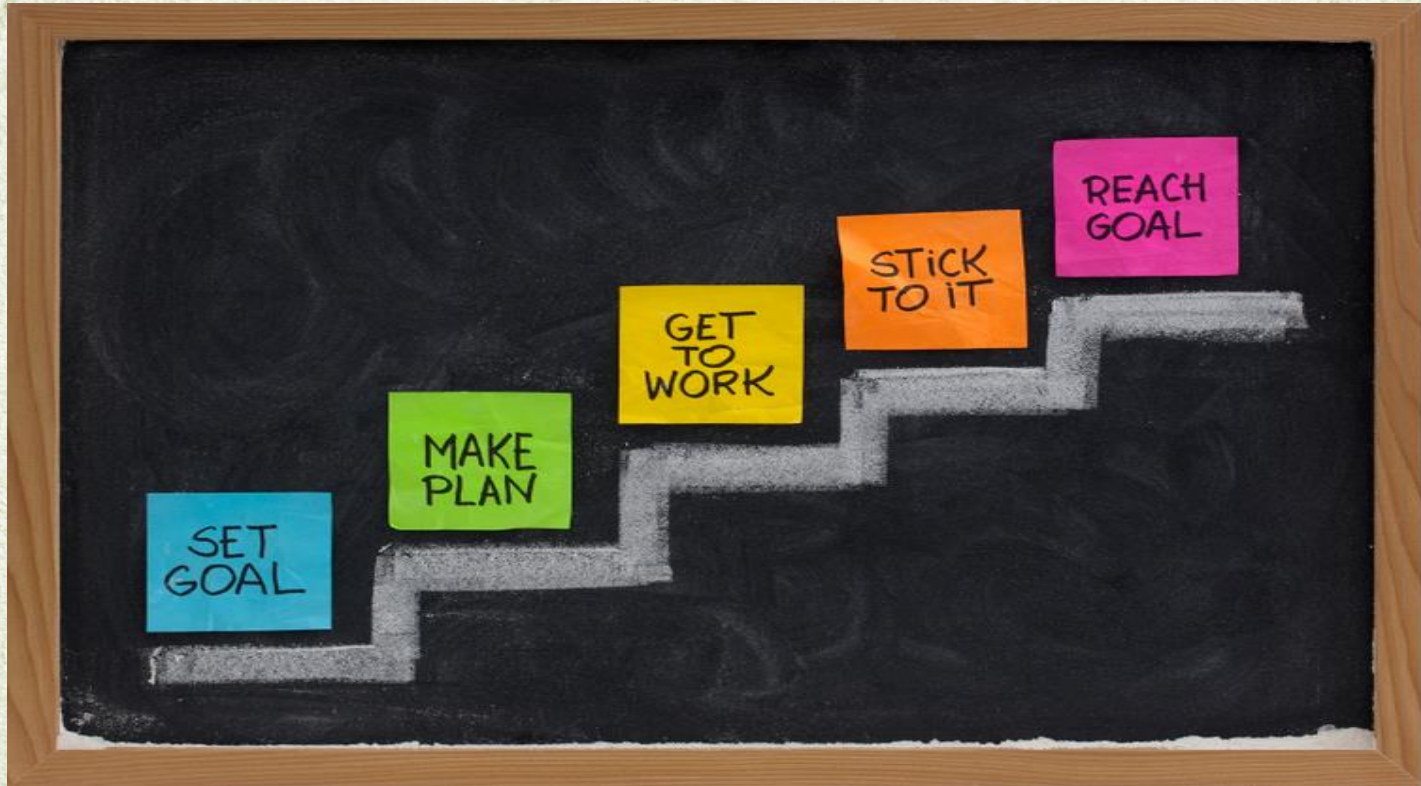 SET
GOAL
MAKE
PLAN
GET
TO
WORK
STiCK
TO iT
REACH
GOAL